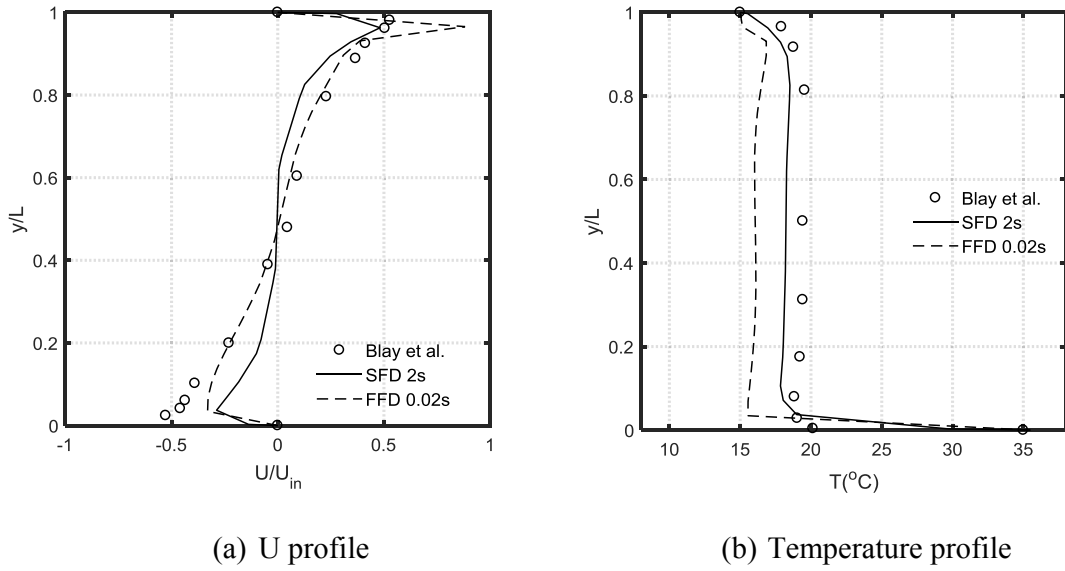 1
0.8
0.6
0.4
0.2
0
y/L
-1 -0.5 0 0.5 1
U/U_in
Blay et al.
SFD 2s
FFD 0.02s
(a) U profile
1
0.8
0.6
0.4
0.2
0
y/L
10 15 20 25 30 35
T(°C)
Blay et al.
SFD 2s
FFD 0.02s
(b) Temperature profile